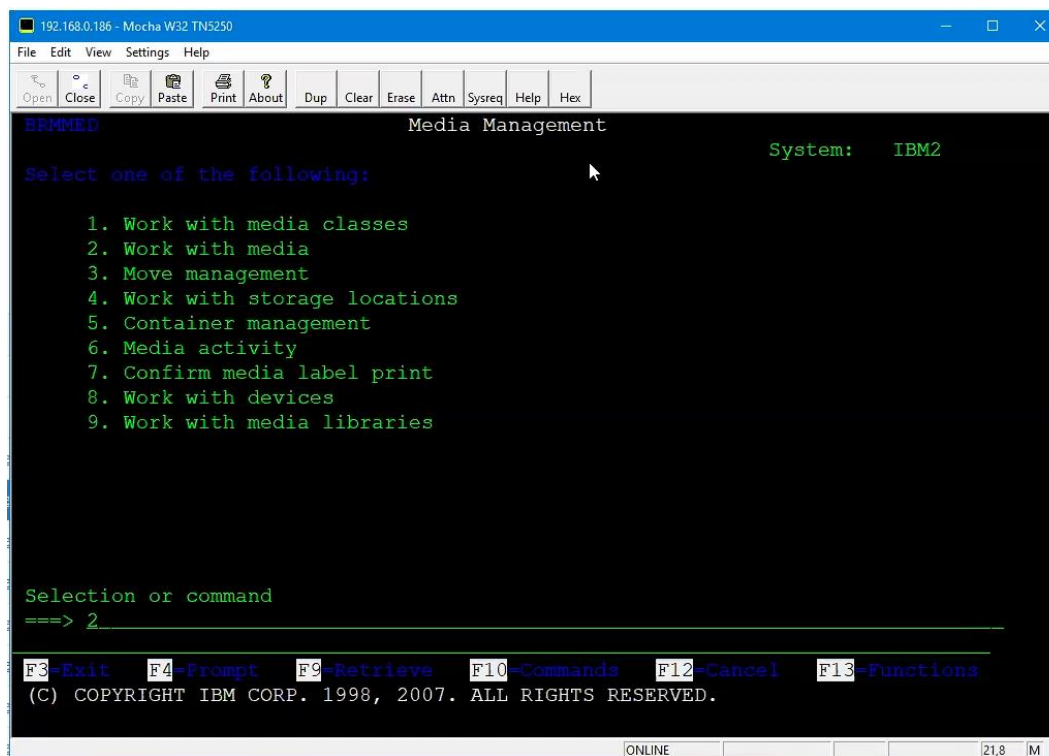 192.168.0.186 - Mocha W32 TN5250
File Edit View Settings Help
Open Close Copy Paste Print About Dup Clear Erase Attn Sysreq Help Hex
BRMMED Media Management
System: IBM2
Select one of the following:
1. Work with media classes
2. Work with media
3. Move management
4. Work with storage locations
5. Container management
6. Media activity
7. Confirm media label print
8. Work with devices
9. Work with media libraries
Selection or command
===> 2
F3=Exit F4=Prompt F9=Retrieve F10=Commands F12=Cancel F13=Functions
(C) COPYRIGHT IBM CORP. 1998, 2007. ALL RIGHTS RESERVED.
ONLINE 21,8 M